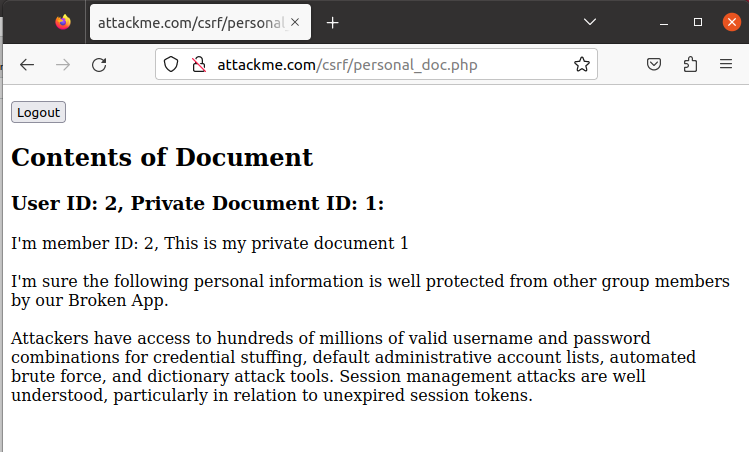 attackme.com/csrf/personal_
attackme.com/csrf/personal_doc.php
Logout
Contents of Document
User ID: 2, Private Document ID: 1:
I'm member ID: 2, This is my private document 1
I'm sure the following personal information is well protected from other group members
by our Broken App.
Attackers have access to hundreds of millions of valid username and password
combinations for credential stuffing, default administrative account lists, automated
brute force, and dictionary attack tools. Session management attacks are well
understood, particularly in relation to unexpired session tokens.